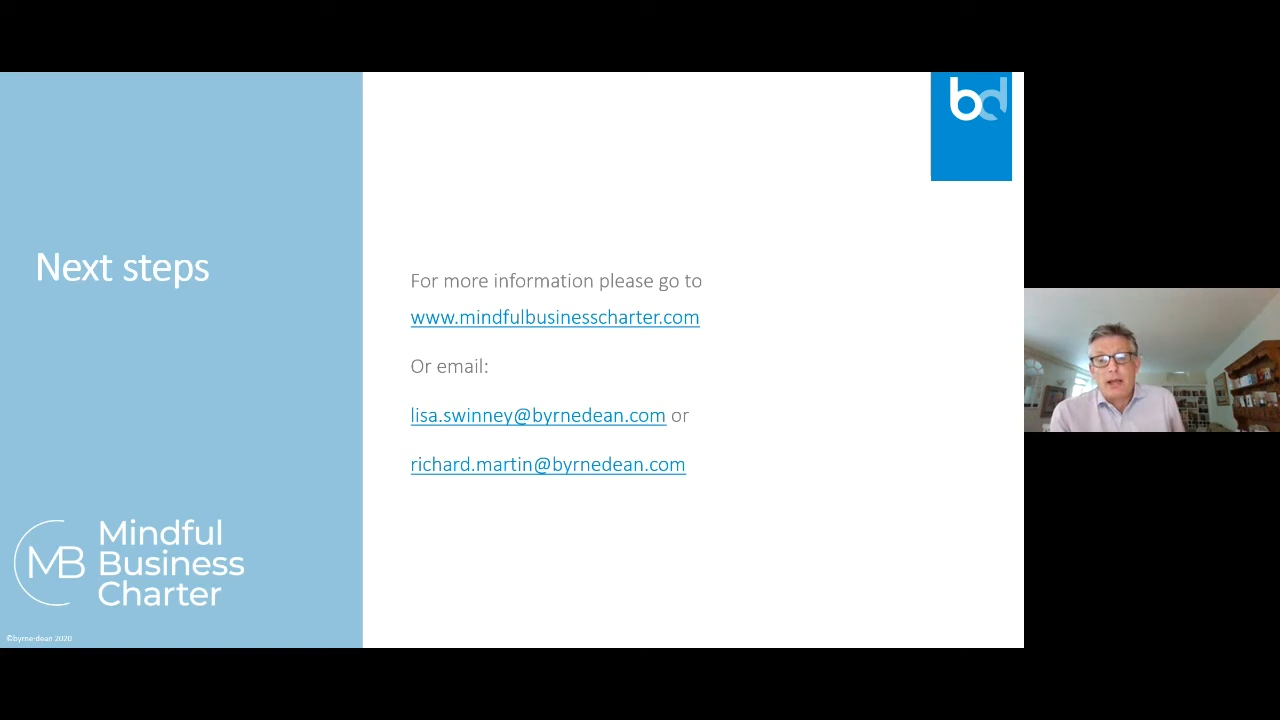 bd
Next steps
For more information please go to
www.mindfulbusinesscharter.com
Or email:
lisa.swinney@byrnedean.com or
richard.martin@byrnedean.com
MB
Mindful
Business
Charter
©byrne-dean 2020